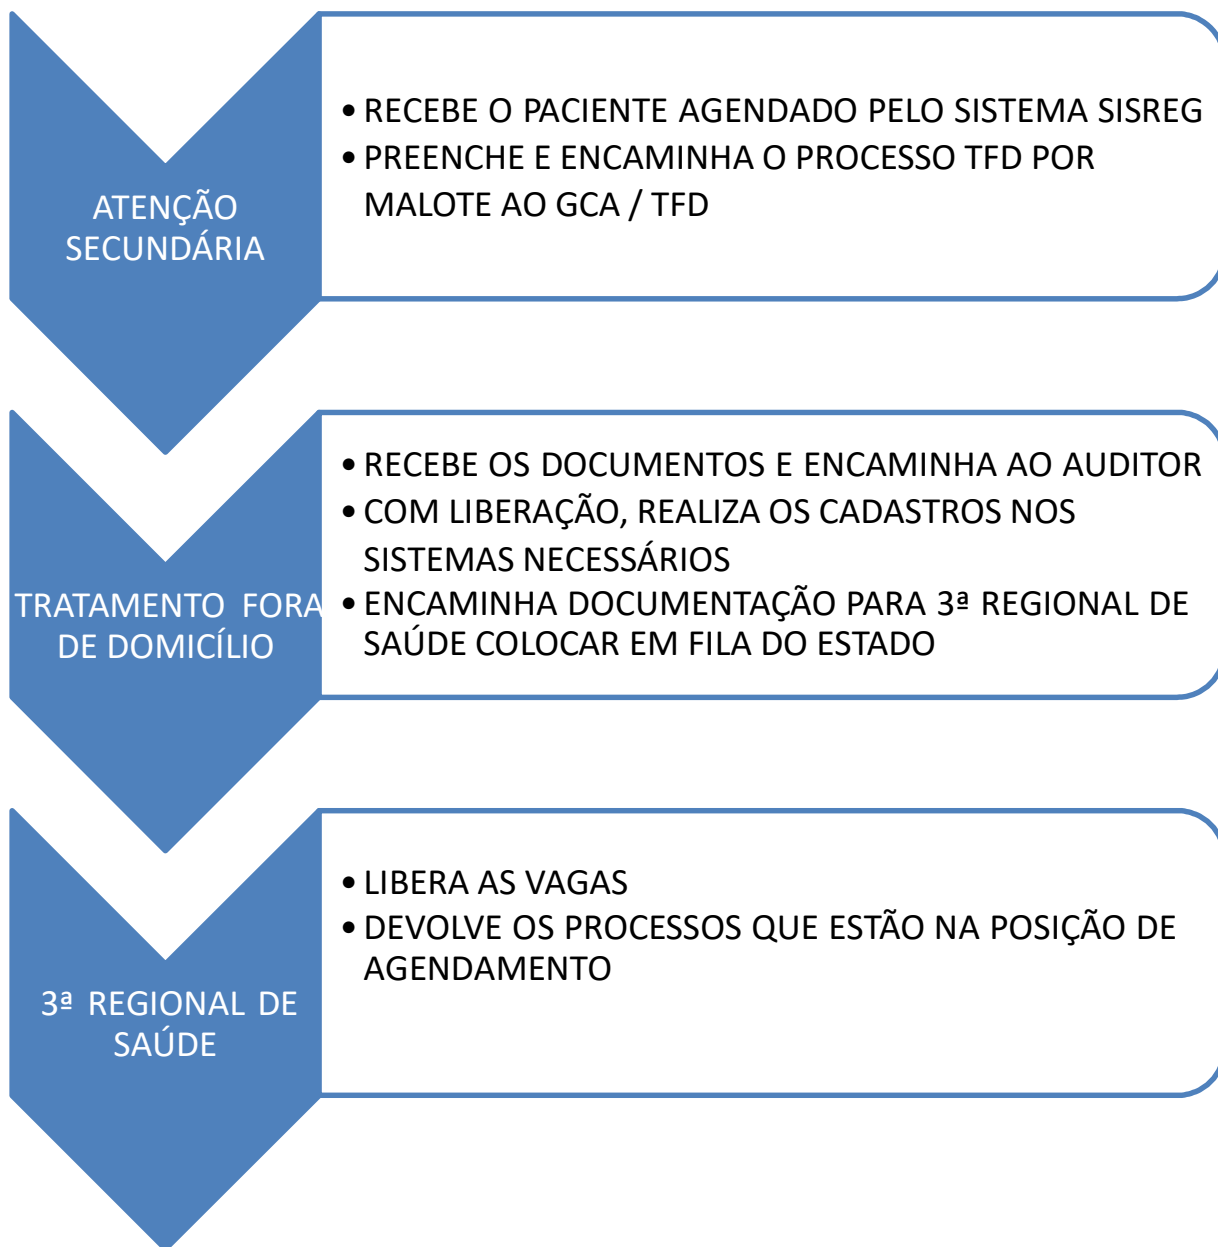 ATENÇÃO
SECUNDÁRIA
• RECEBE O PACIENTE AGENDADO PELO SISTEMA SISREG
• PREENCHE E ENCAMINHA O PROCESSO TFD POR
MALOTE AO GCA / TFD
TRATAMENTO FORA
DE DOMICÍLIO
• RECEBE OS DOCUMENTOS E ENCAMINHA AO AUDITOR
• COM LIBERAÇÃO, REALIZA OS CADASTROS NOS
SISTEMAS NECESSÁRIOS
• ENCAMINHA DOCUMENTAÇÃO PARA 3ª REGIONAL DE
SAÚDE COLOCAR EM FILA DO ESTADO
3ª REGIONAL DE
SAÚDE
• LIBERA AS VAGAS
• DEVOLVE OS PROCESSOS QUE ESTÃO NA POSIÇÃO DE
AGENDAMENTO